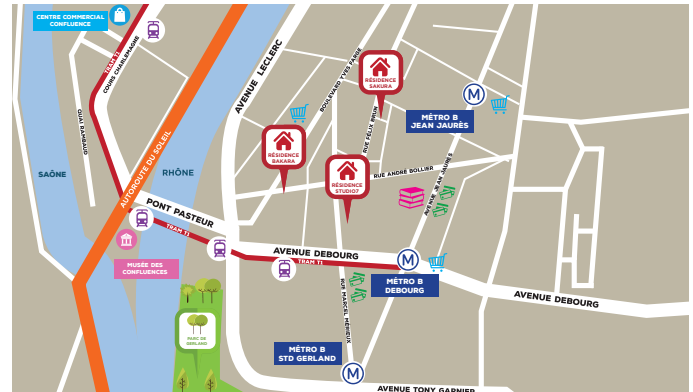 CENTRE COMMERCIAL
CONFLUENCE
TRAM T1
COURS CHARLEMAGNE
QUAI RAMBAUD
SAÔNE
AUTOROUTE DU SOLEIL
RHÔNE
AVENUE LECLERC
BOULEVARD YVES FARGE
RÉSIDENCE
SAKURA
RUE FÉLIX BRUN
M
MÉTRO B
JEAN JAURÈS
RÉSIDENCE
BAKARA
RÉSIDENCE
STUDIO7
RUE ANDRÉ BOLLIER
AVENUE JEAN JAURÈS
PONT PASTEUR
TRAM T1
MUSÉE DES
CONFLUENCES
AVENUE DEBOURG
TRAM T1
M
MÉTRO B
DEBOURG
AVENUE DEBOURG
RUE MARCEL MÉRIEUX
PARC DE
GERLAND
MÉTRO B
STD GERLAND
M
AVENUE TONY GARNIER